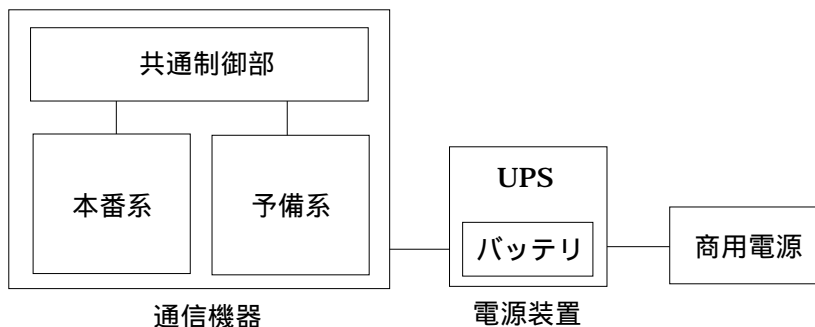 共通制御部
本番系
予備系
UPS
バッテリ
商用電源
通信機器
電源装置